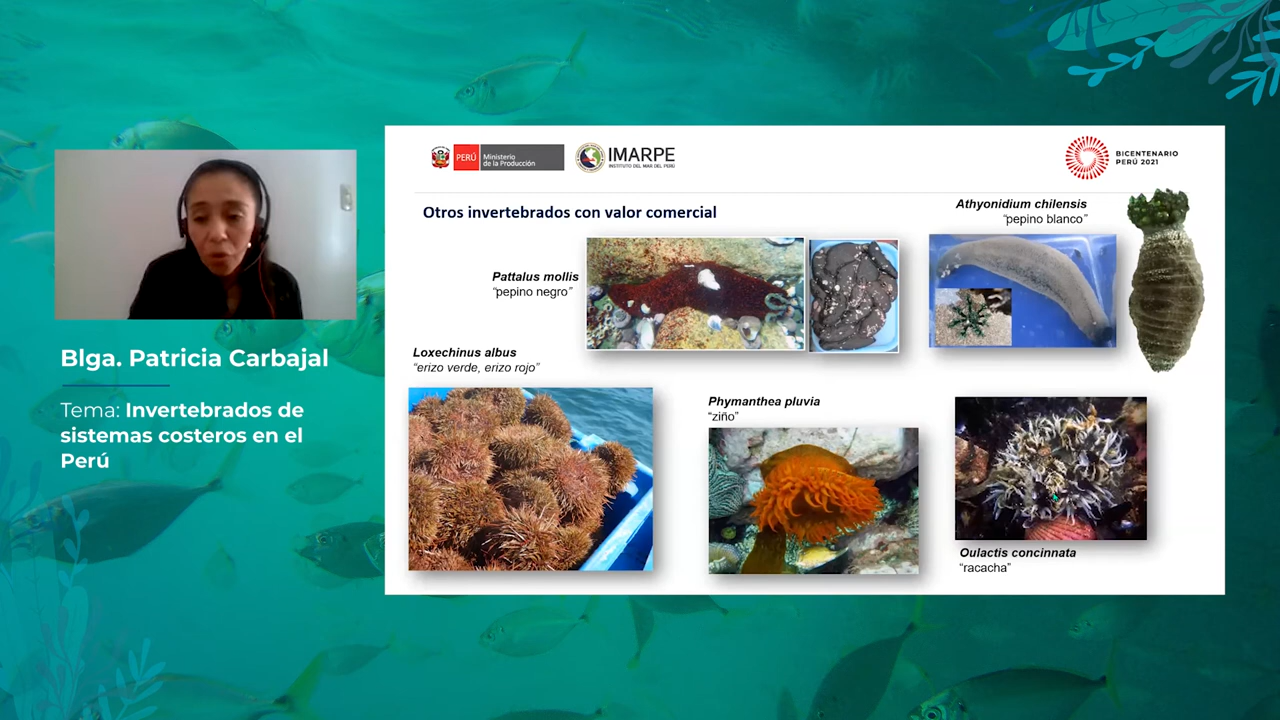 Blga. Patricia Carbajal
Tema: Invertebrados de
sistemas costeros en el
Perú
PERÚ
Ministerio
de la Producción
IMARPE
INSTITUTO DEL MAR DEL PERÚ
BICENTENARIO
PERÚ 2021
Otros invertebrados con valor comercial
Athyonidium chilensis
“pepino blanco”
Pattalus mollis
“pepino negro”
Loxechinus albus
“erizo verde, erizo rojo”
Phymanthea pluvia
“ziño”
Oulactis concinnata
“racacha”